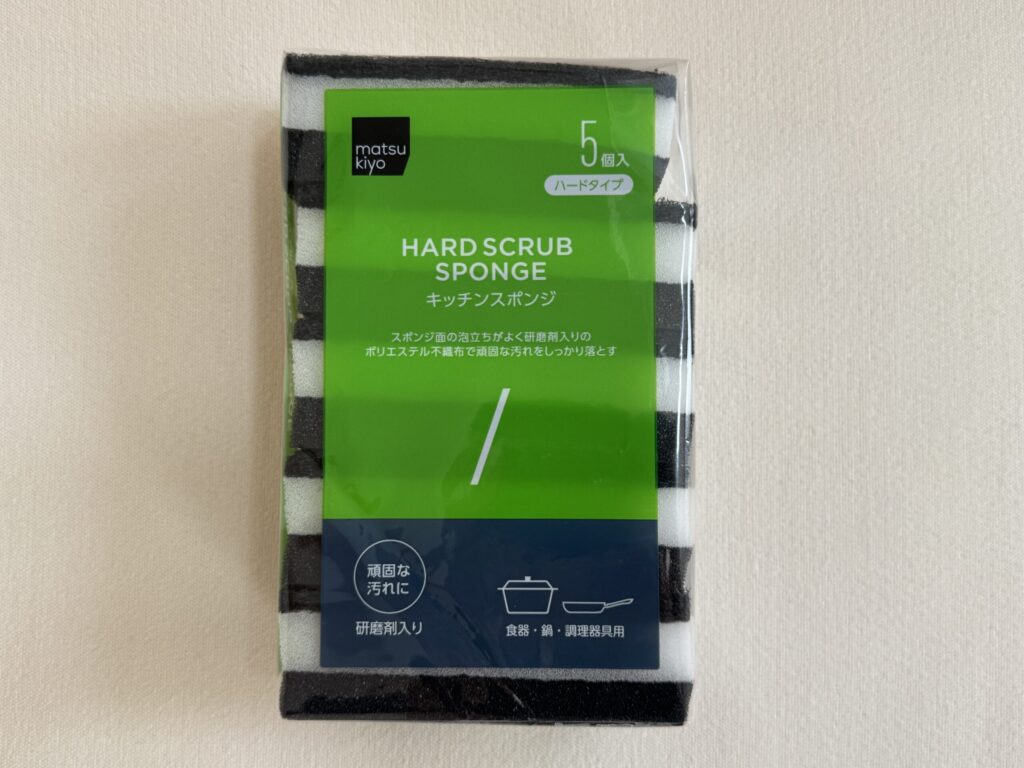 matsu
kiyo
5個入
ハードタイプ
HARD SCRUB
SPONGE
キッチンスポンジ
スポンジ面の泡立ちがよく研磨剤入りの
ポリエステル不織布で頑固な汚れをしっかり落とす
頑固な
汚れに
研磨剤入り
食器・鍋・調理器具用